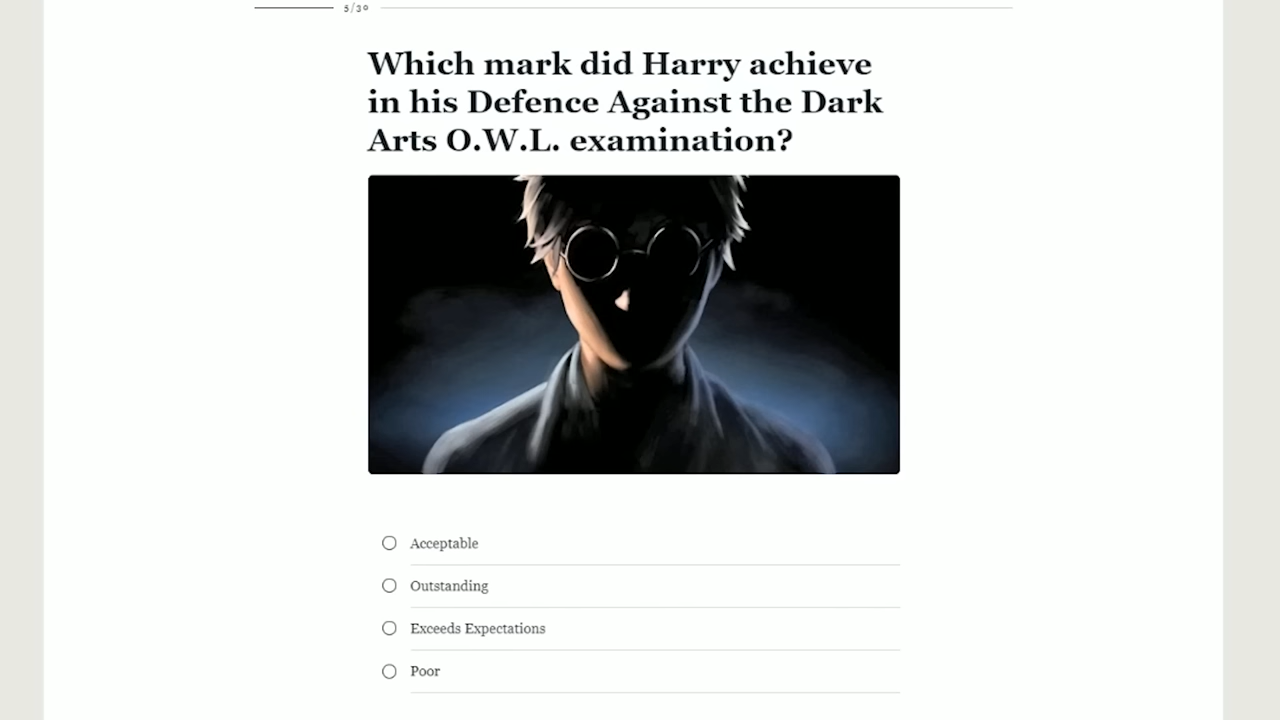 5/30
Which mark did Harry achieve
in his Defence Against the Dark
Arts O.W.L. examination?
Acceptable
Outstanding
Exceeds Expectations
Poor